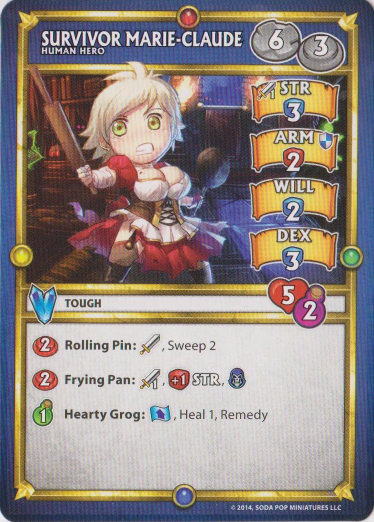 SURVIVOR MARIE-CLAUDE
HUMAN HERO
6 3
STR
3
ARM
2
WILL
2
DEX
3
TOUGH
5
2
2 Rolling Pin: , Sweep 2
2 Frying Pan: , +1 STR,
1 Hearty Grog: , Heal 1, Remedy
© 2014, SODA POP MINIATURES LLC